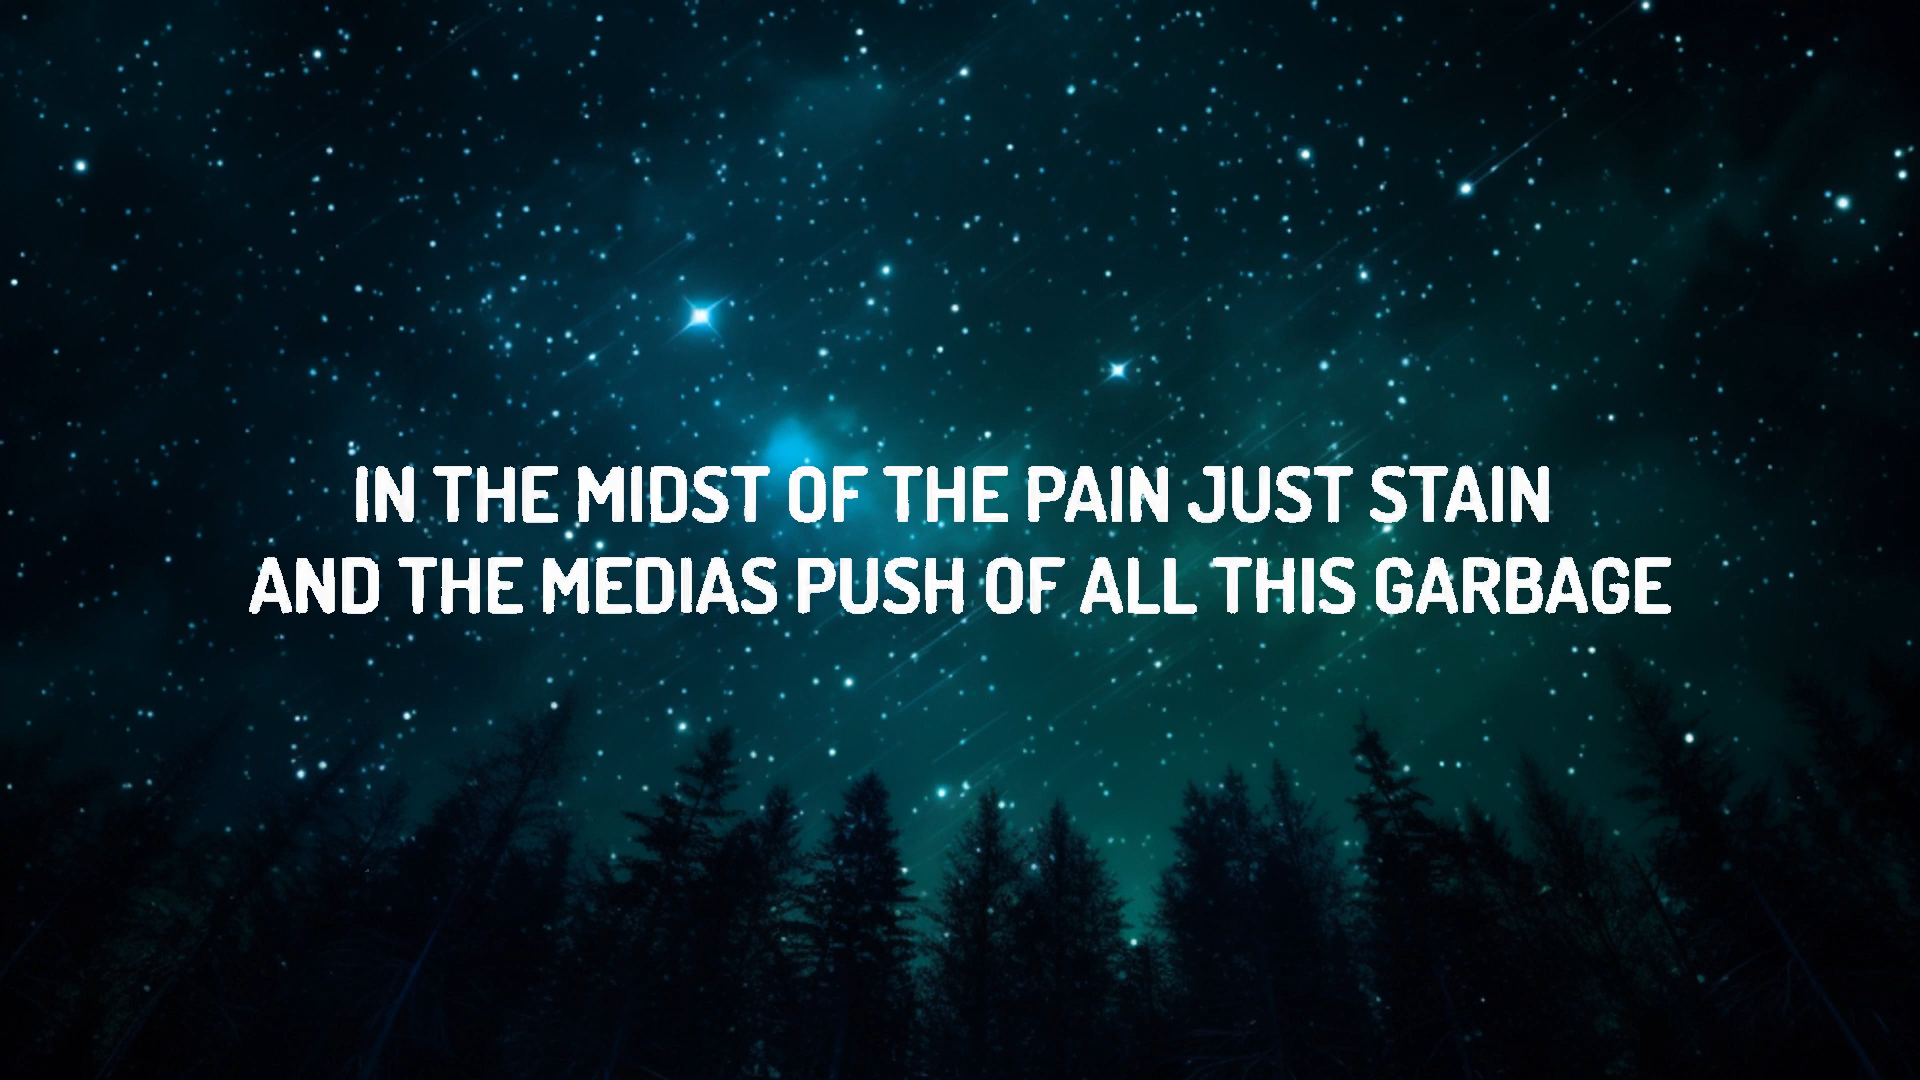 IN THE MIDST OF THE PAIN JUST STAIN
AND THE MEDIAS PUSH OF ALL THIS GARBAGE